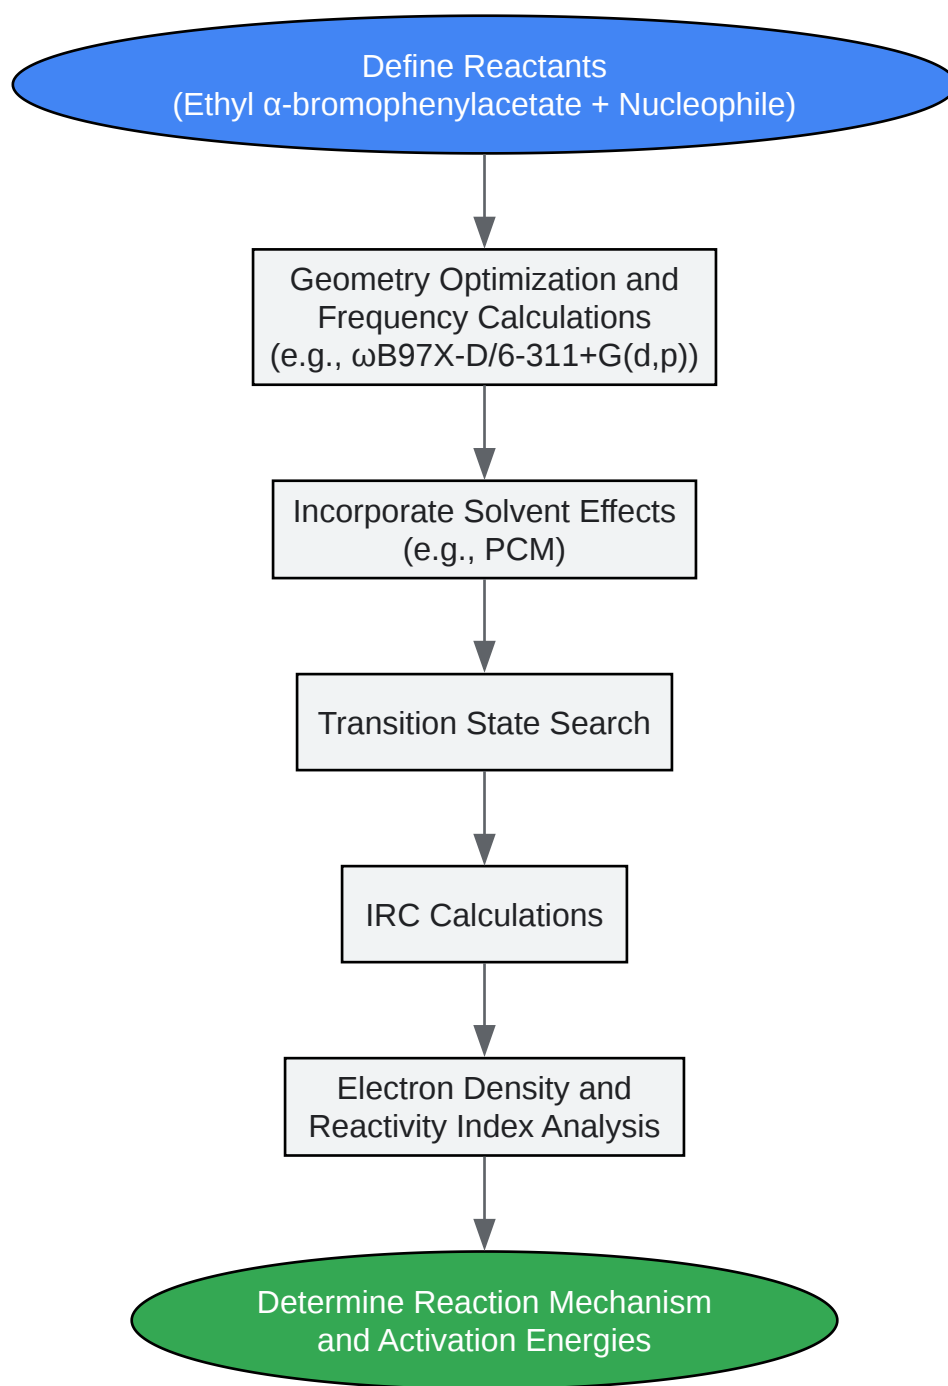 Define Reactants
(Ethyl α-bromophenylacetate + Nucleophile)
Geometry Optimization and
Frequency Calculations
(e.g., ωB97X-D/6-311+G(d,p))
Incorporate Solvent Effects
(e.g., PCM)
Transition State Search
IRC Calculations
Electron Density and
Reactivity Index Analysis
Determine Reaction Mechanism
and Activation Energies